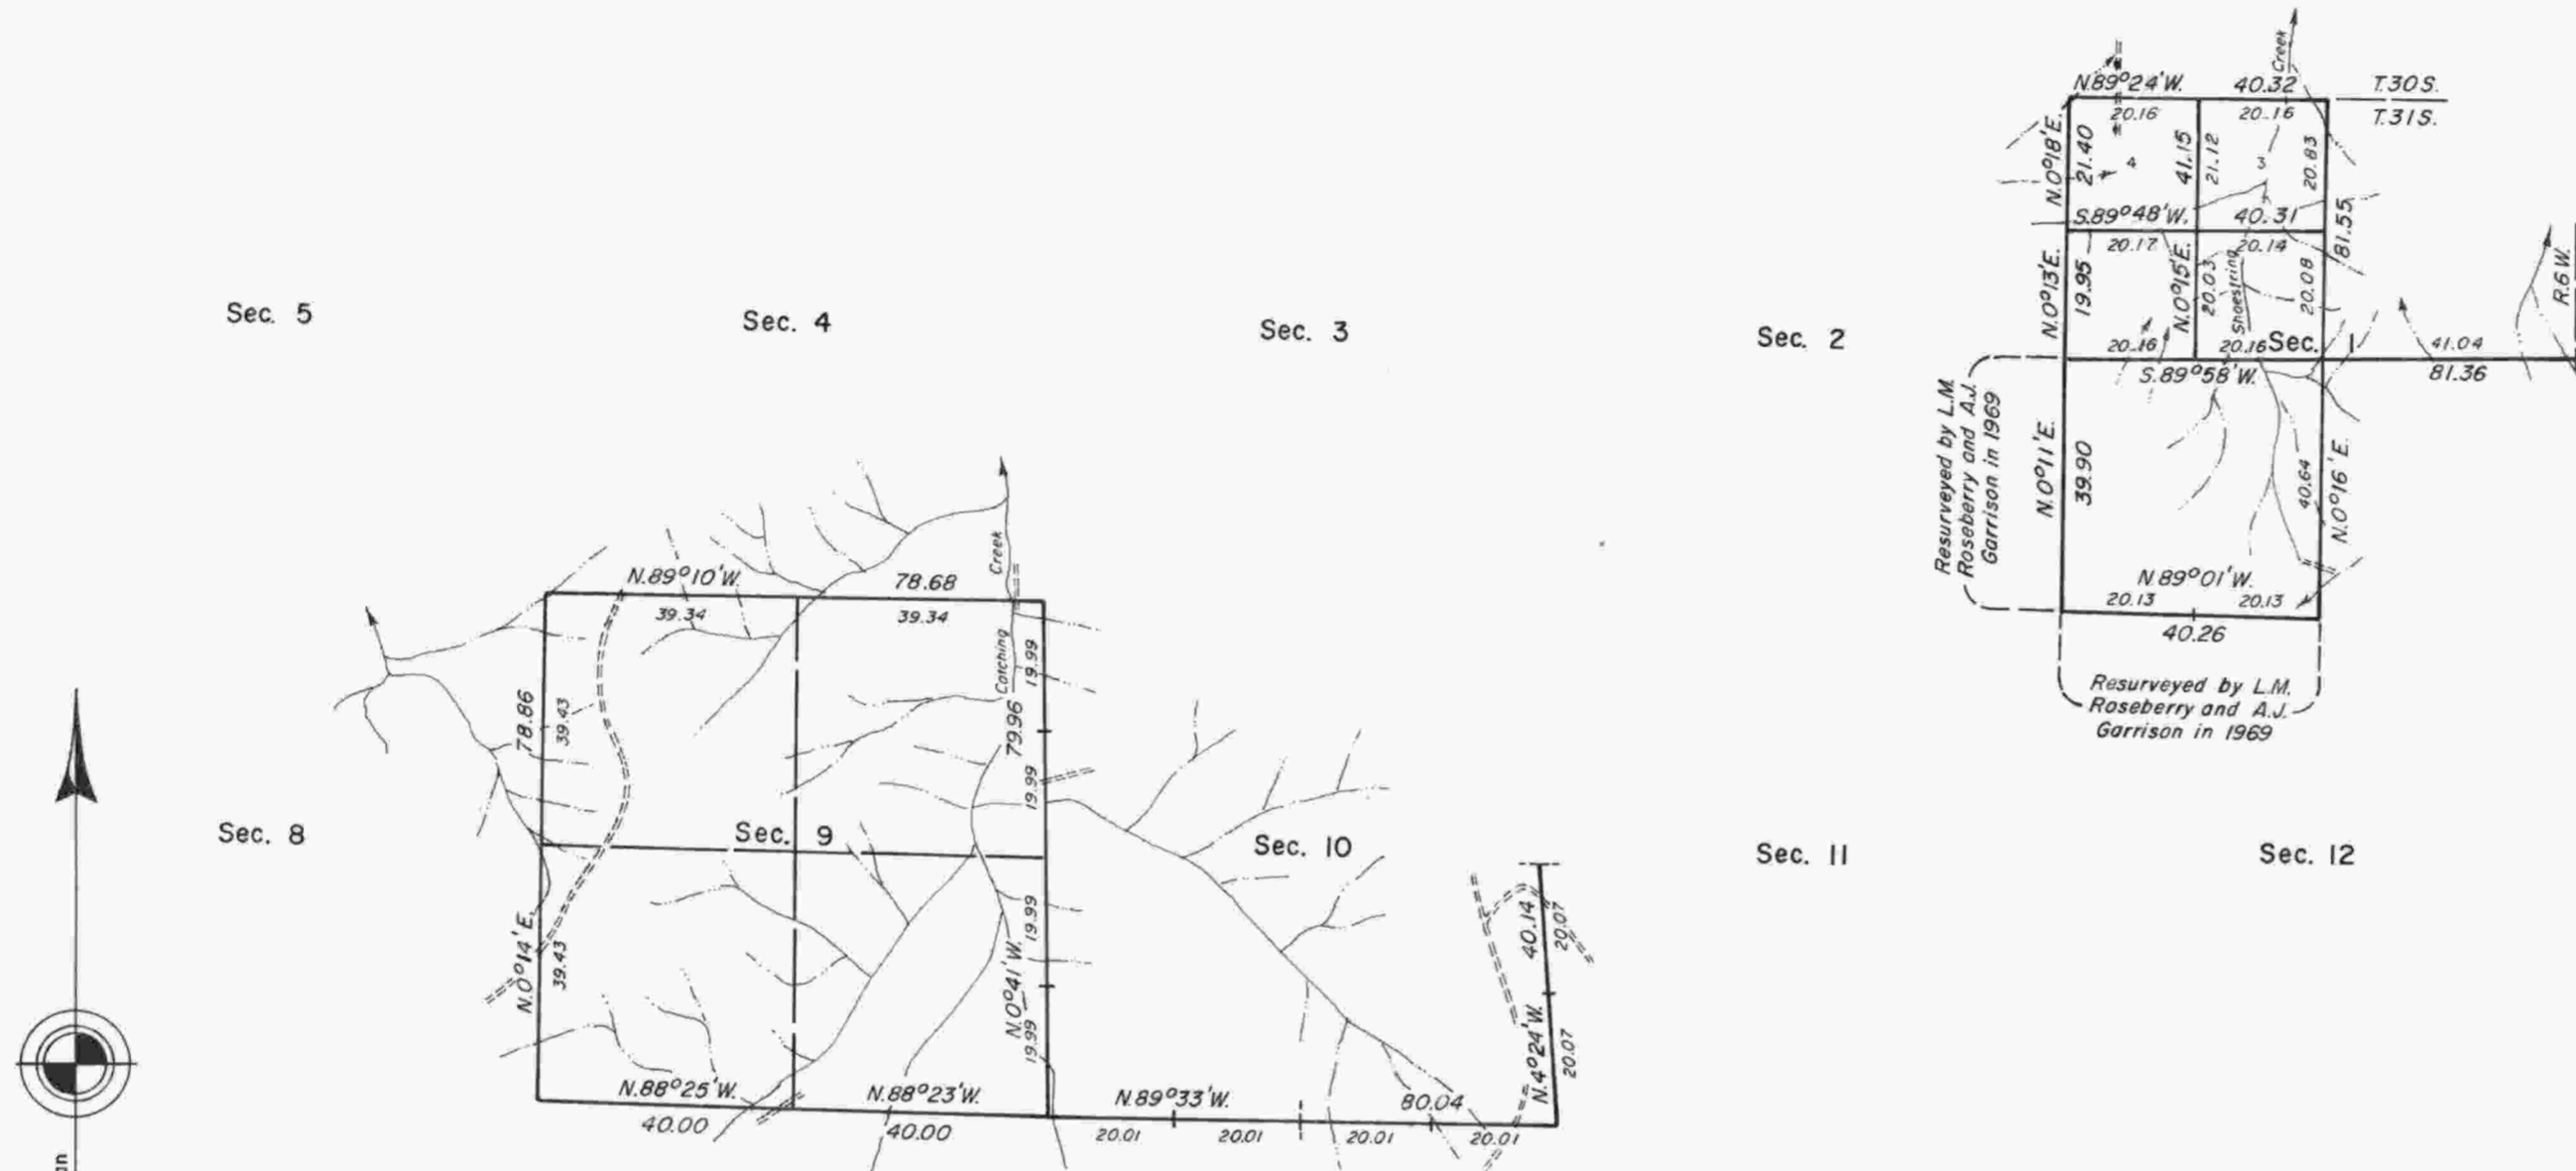 Creek
N.89°24'W. 40.32 T.30S.
20.16 20.16 T.31S.
N.0°18'E. 21.40 4 41.15 21.12 3 20.83
S.89°48'W. 40.31
20.17 20.14
81.55
N.0°13'E. 19.95 N.0°15'E. 20.03 Shoestring 20.08
R.6W.
Sec. 5
Sec. 4
Sec. 3
Sec. 2
20.16 20.16 Sec. 1 41.04
S.89°58'W. 81.36
Resurveyed by L.M.
Roseberry and A.J.
Garrison in 1969
N.0°11'E. 39.90
40.64 N.0°16'E.
N.89°01'W.
20.13 20.13
40.26
Resurveyed by L.M.
Roseberry and A.J.
Garrison in 1969
Creek
N.89°10'W. 78.68
39.34 39.34
Catching 19.99
78.86 39.43
79.96 19.99
Sec. 8
Sec. 9
Sec. 10
Sec. 11
Sec. 12
N.0°14'E. 39.43
19.99
N.0°41'W. 19.99
40.14 20.07
N.4°24'W. 20.07
N.88°25'W. N.88°23'W. N.89°33'W. 80.04
40.00 40.00 20.01 20.01 20.01 20.01
an